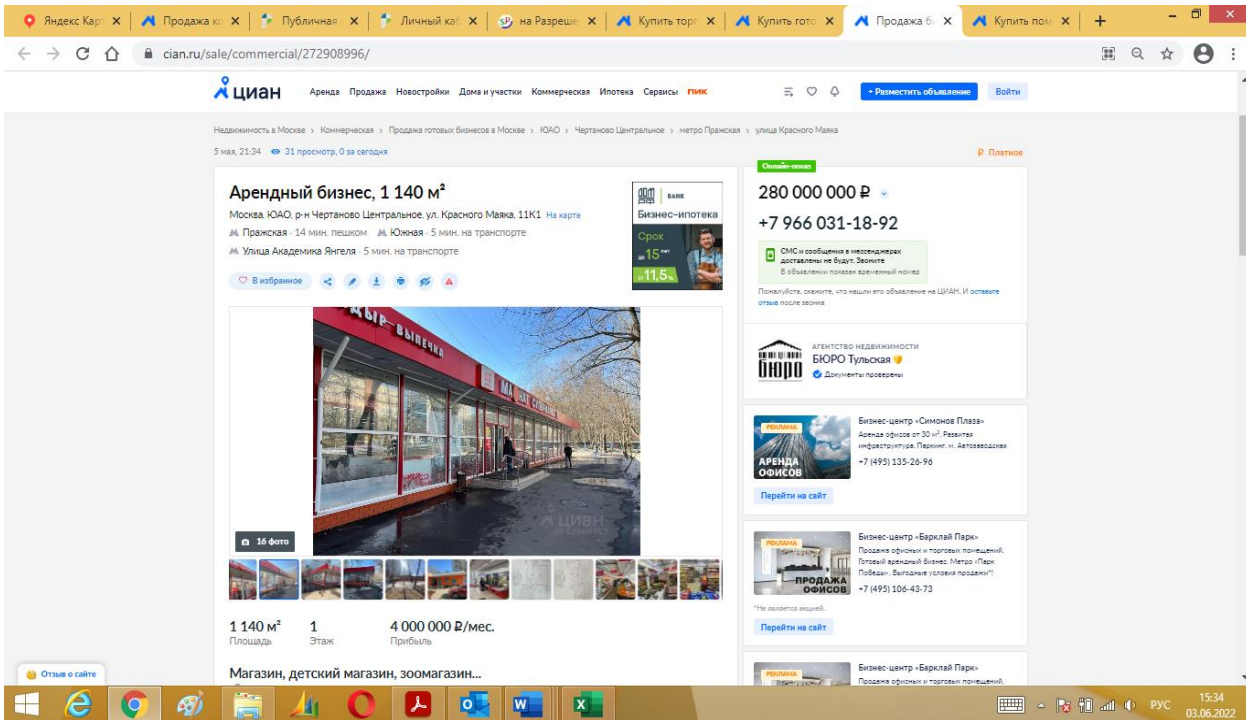 Яндекс Кар
Продажа ко
Публичная
Личный каб
на Разреше
Купить торг
Купить гото
Продажа б
Купить пом
cian.ru/sale/commercial/272908996/
циан
Аренда Продажа Новостройки Дома и участки Коммерческая Ипотека Сервисы ПИК
+ Разместить объявление
Войти
Недвижимость в Москве › Коммерческая › Продажа готовых бизнесов в Москве › ЮАО › Чертаново Центральное › метро Пражская › улица Красного Маяка
5 мая, 21:34 31 просмотр, 0 за сегодня
₽ Платное
Арендный бизнес, 1 140 м²
Москва, ЮАО, р-н Чертаново Центральное, ул. Красного Маяка, 11К1 На карте
Пражская · 14 мин. пешком Южная · 5 мин. на транспорте
Улица Академика Янгеля · 5 мин. на транспорте
В избранное
БАНК
Бизнес-ипотека
Срок
до 15 лет
от 11,5%
ДЫР-ВЫПЕЧКА
ЦИАН
16 фото
1 140 м²
Площадь
1
Этаж
4 000 000 ₽/мес.
Прибыль
Магазин, детский магазин, зоомагазин...
Онлайн-показ
280 000 000 ₽
+7 966 031-18-92
СМС и сообщения в мессенджерах
доставлены не будут. Звоните
В объявлении показан временный номер
Пожалуйста, скажите, что нашли это объявление на ЦИАН. И оставьте
отзыв после звонка
бюро
АГЕНТСТВО НЕДВИЖИМОСТИ
БЮРО Тульская
Документы проверены
РЕКЛАМА
АРЕНДА
ОФИСОВ
Бизнес-центр «Симонов Плаза»
Аренда офисов от 30 м². Развитая
инфраструктура. Паркинг. м. Автозаводская
+7 (495) 135-26-96
Перейти на сайт
РЕКЛАМА
ПРОДАЖА
ОФИСОВ
Бизнес-центр «Барклай Парк»
Продажа офисных и торговых помещений.
Готовый арендный бизнес. Метро «Парк
Победы». Выгодные условия продажи*!
+7 (495) 106-43-73
*Не является акцией.
Перейти на сайт
РЕКЛАМА
Бизнес-центр «Барклай Парк»
Продажа офисных и торговых помещений.
Отзыв о сайте
РУС
15:34
03.06.2022